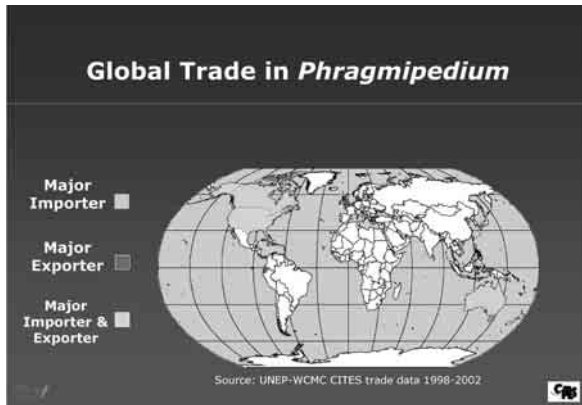 Global Trade in Phragmipedium
Major
Importer
Major
Exporter
Major
Importer &
Exporter
Source: UNEP-WCMC CITES trade data 1998-2002